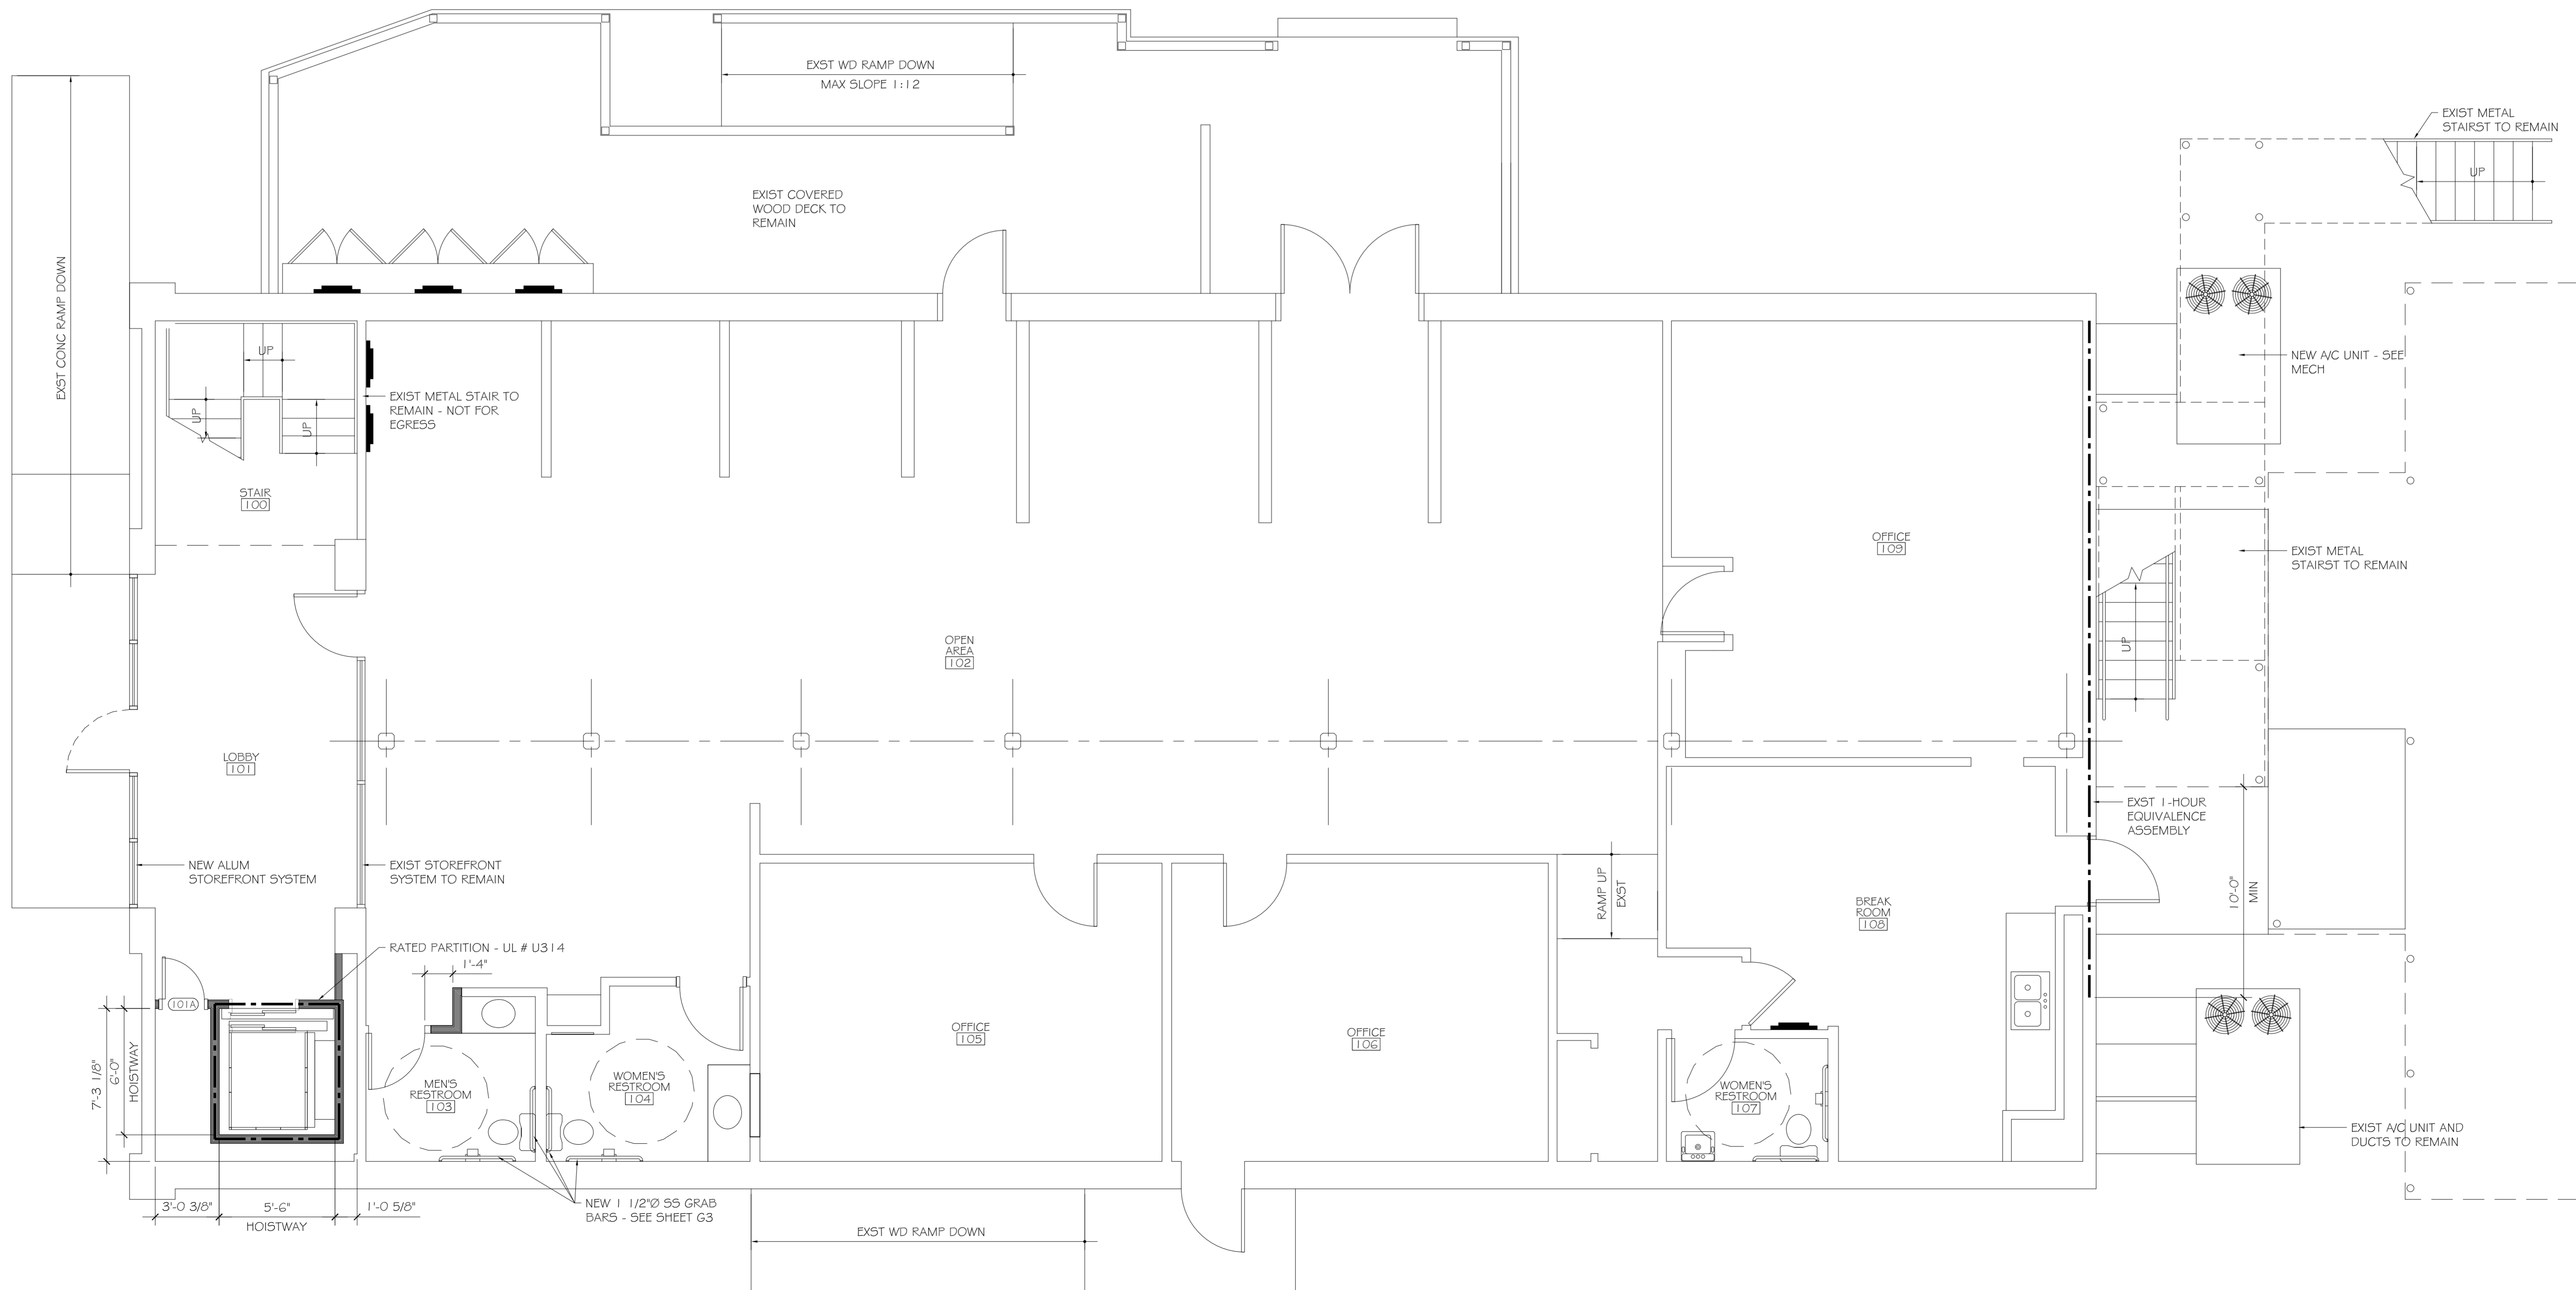 EXST WD RAMP DOWN
MAX SLOPE 1:12
EXIST METAL
STAIRST TO REMAIN
UP
EXIST COVERED
WOOD DECK TO
REMAIN
EXST CONC RAMP DOWN
UP
UP
UP
EXIST METAL STAIR TO
REMAIN - NOT FOR
EGRESS
NEW A/C UNIT - SEE
MECH
STAIR
100
OFFICE
109
EXIST METAL
STAIRST TO REMAIN
UP
OPEN
AREA
102
LOBBY
101
EXST 1-HOUR
EQUIVALENCE
ASSEMBLY
NEW ALUM
STOREFRONT SYSTEM
EXIST STOREFRONT
SYSTEM TO REMAIN
RAMP UP
EXST
10'-0"
MIN
BREAK
ROOM
108
RATED PARTITION - UL # U314
1'-4"
101A
7'-3 1/8"
6'-0"
HOISTWAY
OFFICE
105
OFFICE
106
MEN'S
RESTROOM
103
WOMEN'S
RESTROOM
104
WOMEN'S
RESTROOM
107
EXIST A/C UNIT AND
DUCTS TO REMAIN
3'-0 3/8"
5'-6"
1'-0 5/8"
HOISTWAY
NEW 1 1/2"Ø SS GRAB
BARS - SEE SHEET G3
EXST WD RAMP DOWN